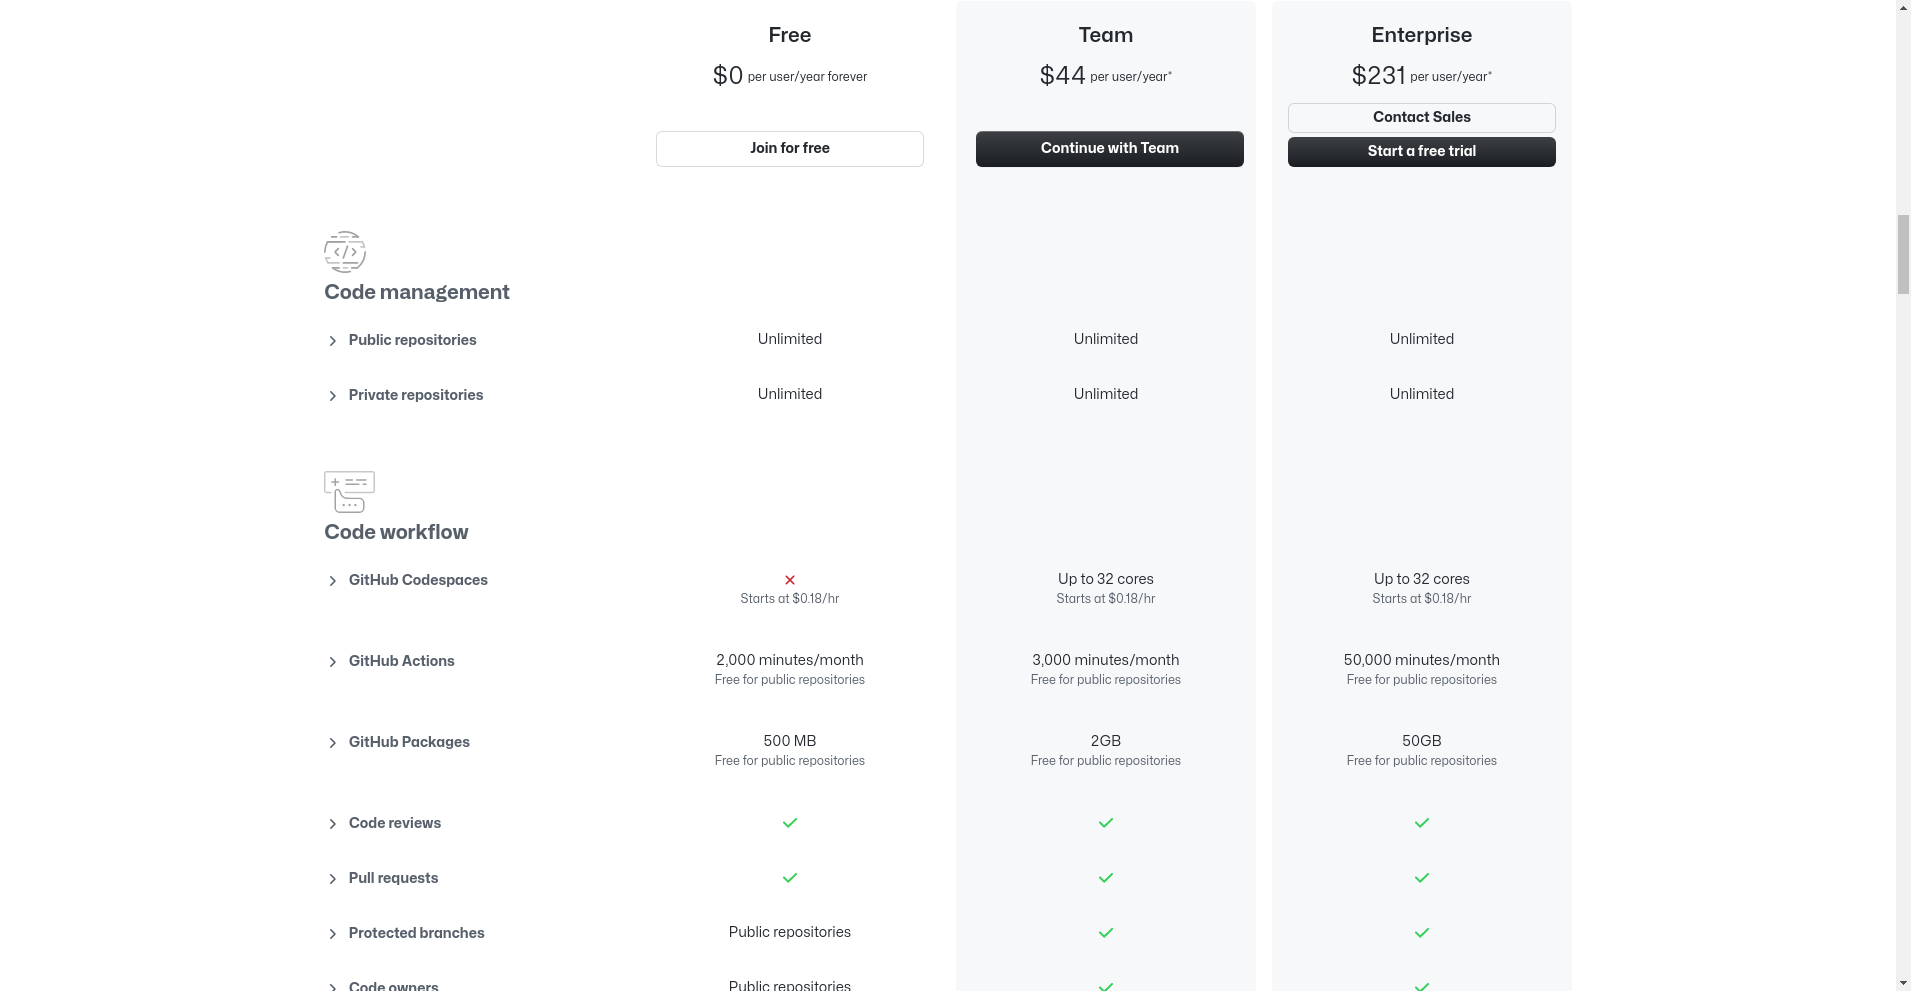 Free
Team
Enterprise
$0 per user/year forever
$44 per user/year*
$231 per user/year*
Contact Sales
Join for free
Continue with Team
Start a free trial
Code management
Public repositories
Unlimited
Unlimited
Unlimited
Private repositories
Unlimited
Unlimited
Unlimited
Code workflow
GitHub Codespaces
Up to 32 cores
Up to 32 cores
Starts at $0.18/hr
Starts at $0.18/hr
Starts at $0.18/hr
GitHub Actions
2,000 minutes/month
3,000 minutes/month
50,000 minutes/month
Free for public repositories
Free for public repositories
Free for public repositories
GitHub Packages
500 MB
2GB
50GB
Free for public repositories
Free for public repositories
Free for public repositories
Code reviews
Pull requests
Protected branches
Public repositories
Code owners
Public repositories